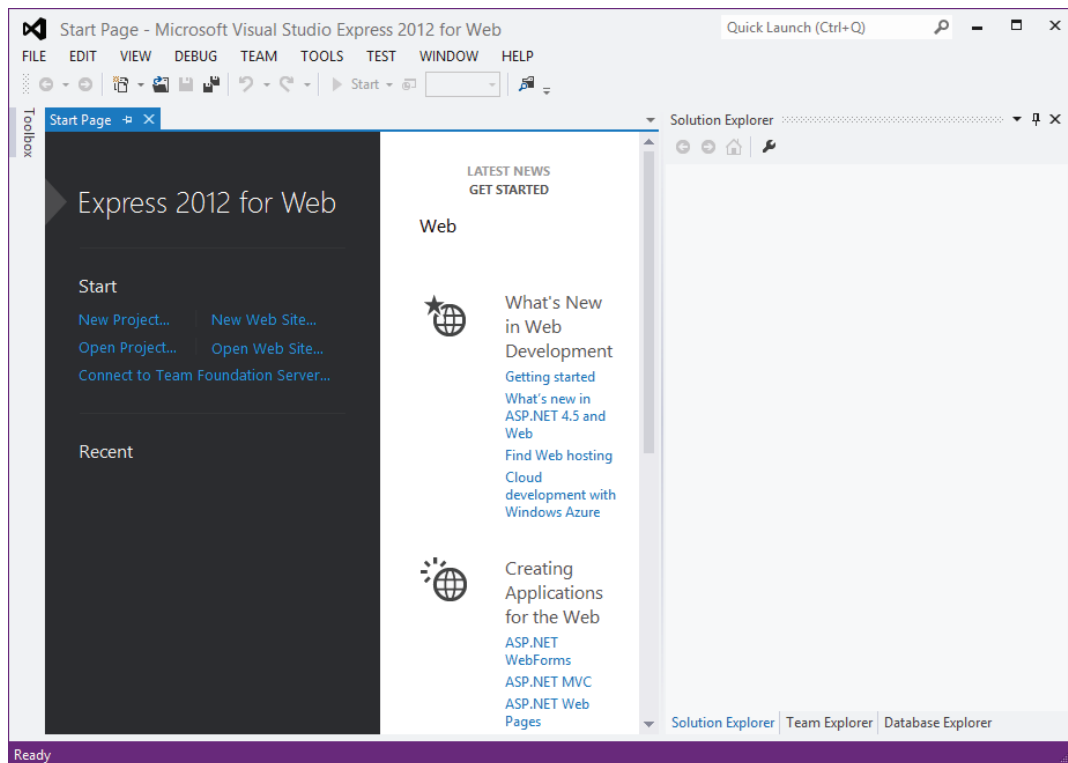 Start Page - Microsoft Visual Studio Express 2012 for Web
Quick Launch (Ctrl+Q)
FILE EDIT VIEW DEBUG TEAM TOOLS TEST WINDOW HELP
Start
Toolbox
Start Page
Express 2012 for Web
Start
New Project... New Web Site...
Open Project... Open Web Site...
Connect to Team Foundation Server...
Recent
LATEST NEWS
GET STARTED
Web
What's New
in Web
Development
Getting started
What's new in
ASP.NET 4.5 and
Web
Find Web hosting
Cloud
development with
Windows Azure
Creating
Applications
for the Web
ASP.NET
WebForms
ASP.NET MVC
ASP.NET Web
Pages
Solution Explorer
Solution Explorer Team Explorer Database Explorer
Ready